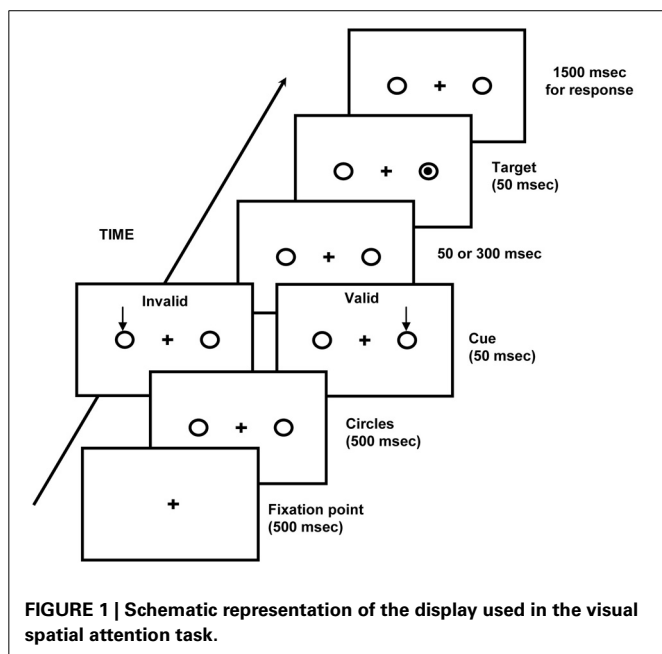 1500 msec
for response
Target
(50 msec)
TIME
50 or 300 msec
Invalid
Valid
Cue
(50 msec)
Circles
(500 msec)
Fixation point
(500 msec)
FIGURE 1 | Schematic representation of the display used in the visual
spatial attention task.